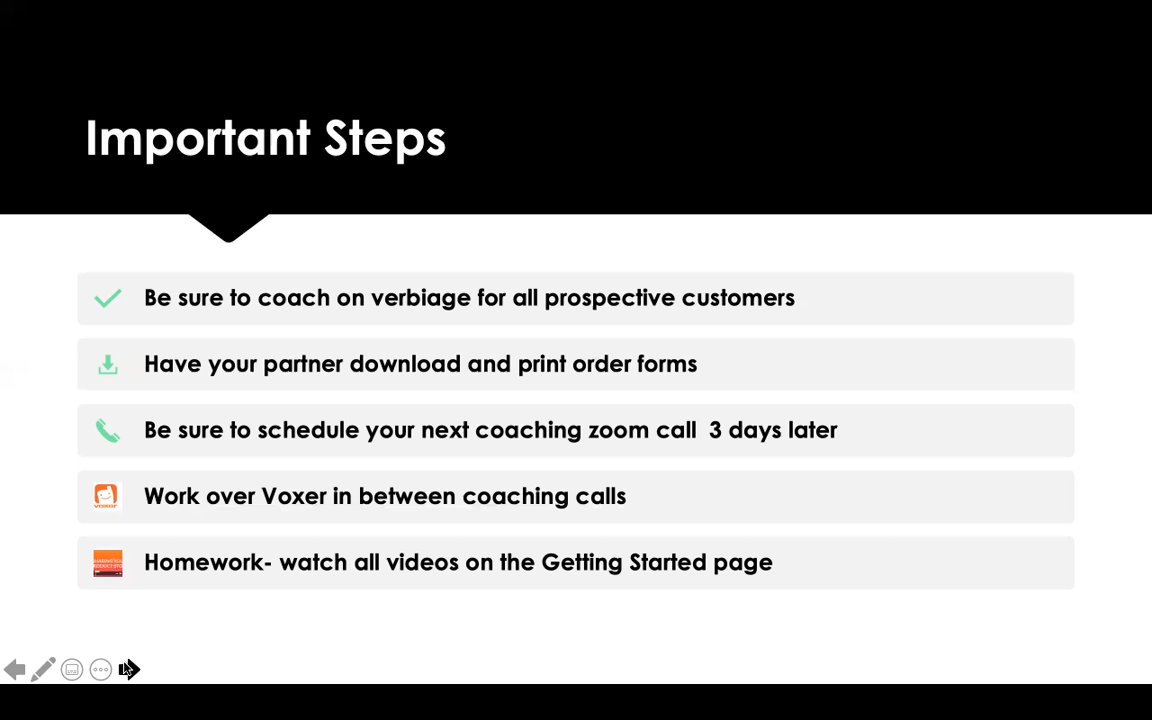 Important Steps
Be sure to coach on verbiage for all prospective customers
Have your partner download and print order forms
Be sure to schedule your next coaching zoom call  3 days later
Work over Voxer in between coaching calls
Homework- watch all videos on the Getting Started page